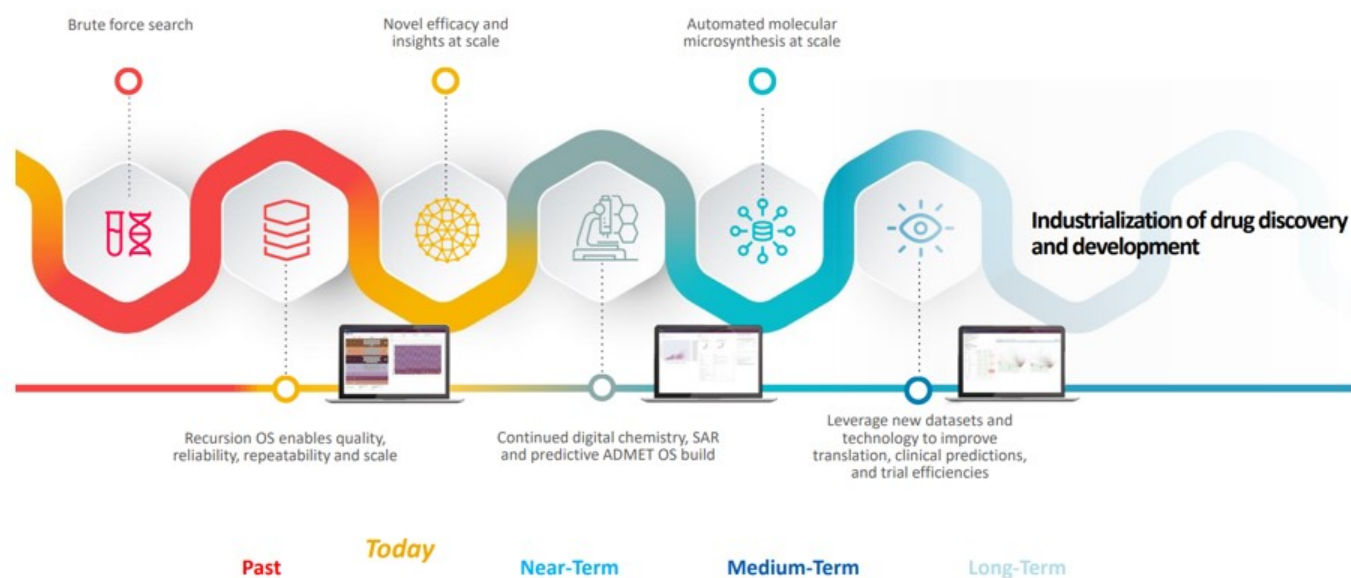 Brute force search
Novel efficacy and
insights at scale
Automated molecular
microsynthesis at scale
Industrialization of drug discovery
and development
Recursion OS enables quality,
reliability, repeatability and scale
Continued digital chemistry, SAR
and predictive ADMET OS build
Leverage new datasets and
technology to improve
translation, clinical predictions,
and trial efficiencies
Past
Today
Near-Term
Medium-Term
Long-Term